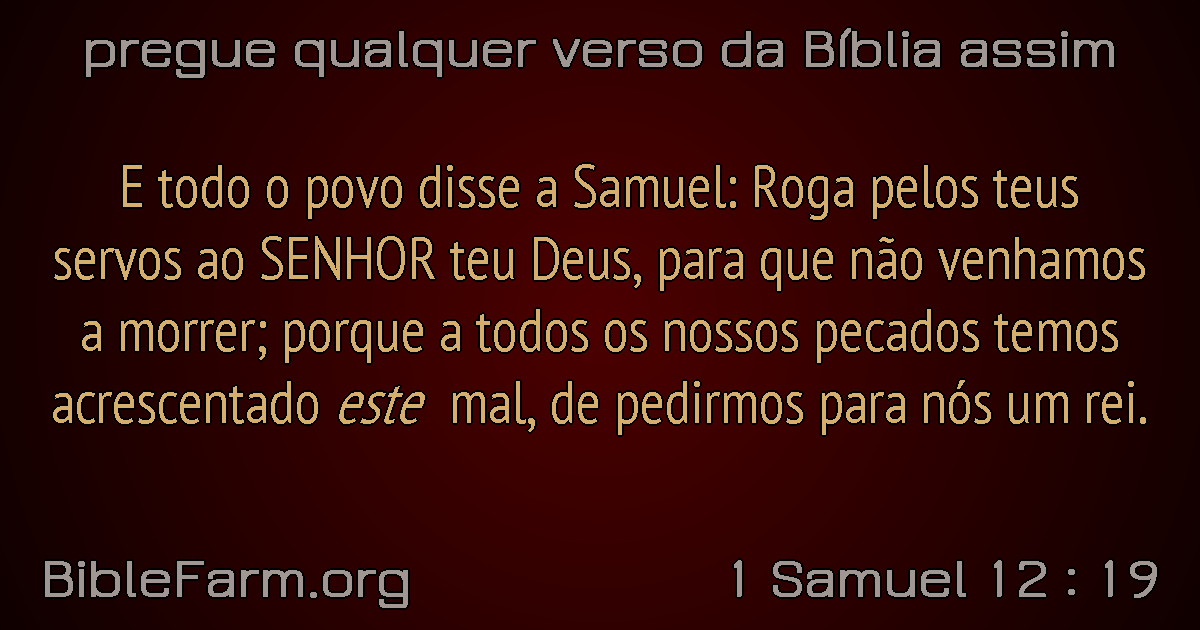 pregue qualquer verso da Bíblia assim
E todo o povo disse a Samuel: Roga pelos teus
servos ao SENHOR teu Deus, para que não venhamos
a morrer; porque a todos os nossos pecados temos
acrescentado este mal, de pedirmos para nós um rei.
BibleFarm.org
1 Samuel 12 : 19